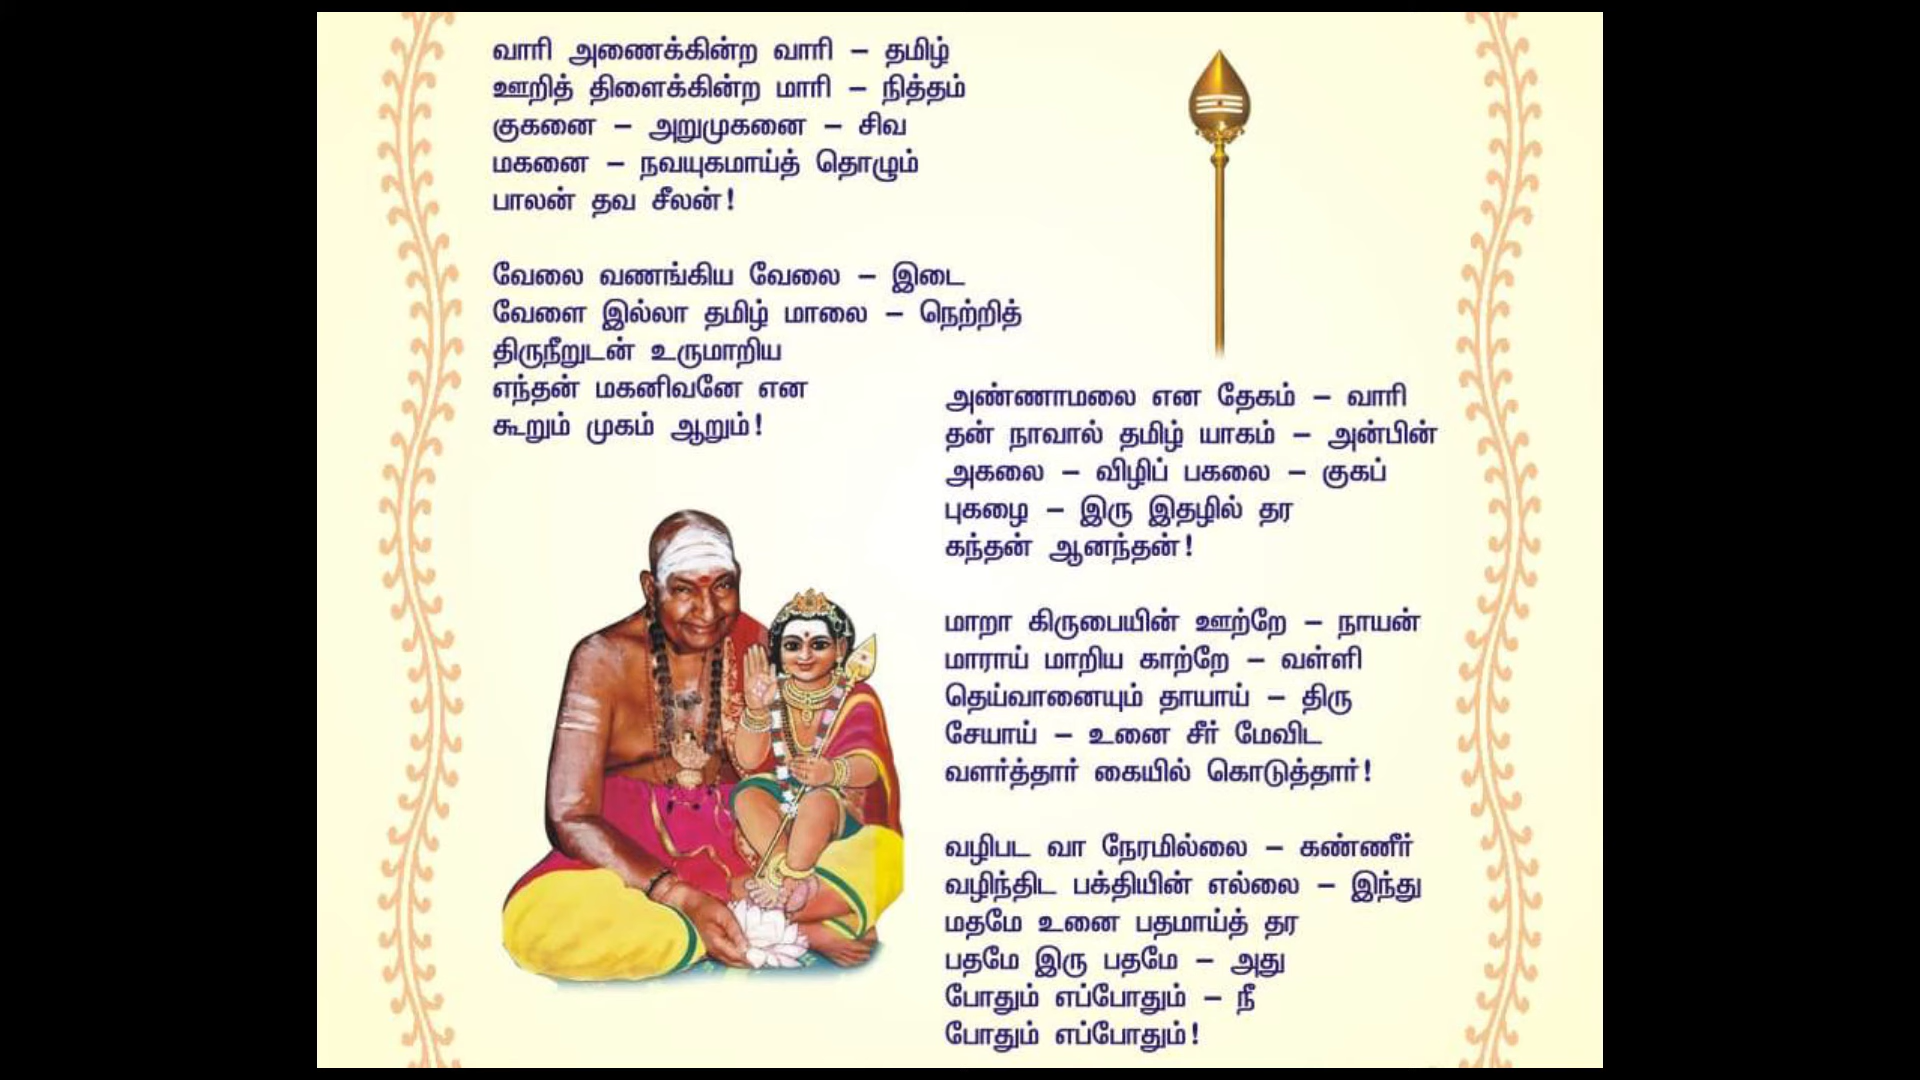 வாரி அணைக்கின்ற வாரி – தமிழ்
ஊறித் திளைக்கின்ற மாரி – நித்தம்
குகனை – அறுமுகனை – சிவ
மகனை – நவயுகமாய்த் தொழும்
பாலன் தவ சீலன்!
வேலை வணங்கிய வேலை – இடை
வேளை இல்லா தமிழ் மாலை – நெற்றித்
திருநீறுடன் உருமாறிய
எந்தன் மகனிவனே என
கூறும் முகம் ஆறும்!
அண்ணாமலை என தேகம் – வாரி
தன் நாவால் தமிழ் யாகம் – அன்பின்
அகலை – விழிப் பகலை – குகப்
புகழை – இரு இதழில் தர
கந்தன் ஆனந்தன்!
மாறா கிருபையின் ஊற்றே – நாயன்
மாராய் மாறிய காற்றே – வள்ளி
தெய்வானையும் தாயாய் – திரு
சேயாய் – உனை சீர் மேவிட
வளர்த்தார் கையில் கொடுத்தார்!
வழிபட வா நேரமில்லை – கண்ணீர்
வழிந்திட பக்தியின் எல்லை – இந்து
மதமே உனை பதமாய்த் தர
பதமே இரு பதமே – அது
போதும் எப்போதும் – நீ
போதும் எப்போதும்!